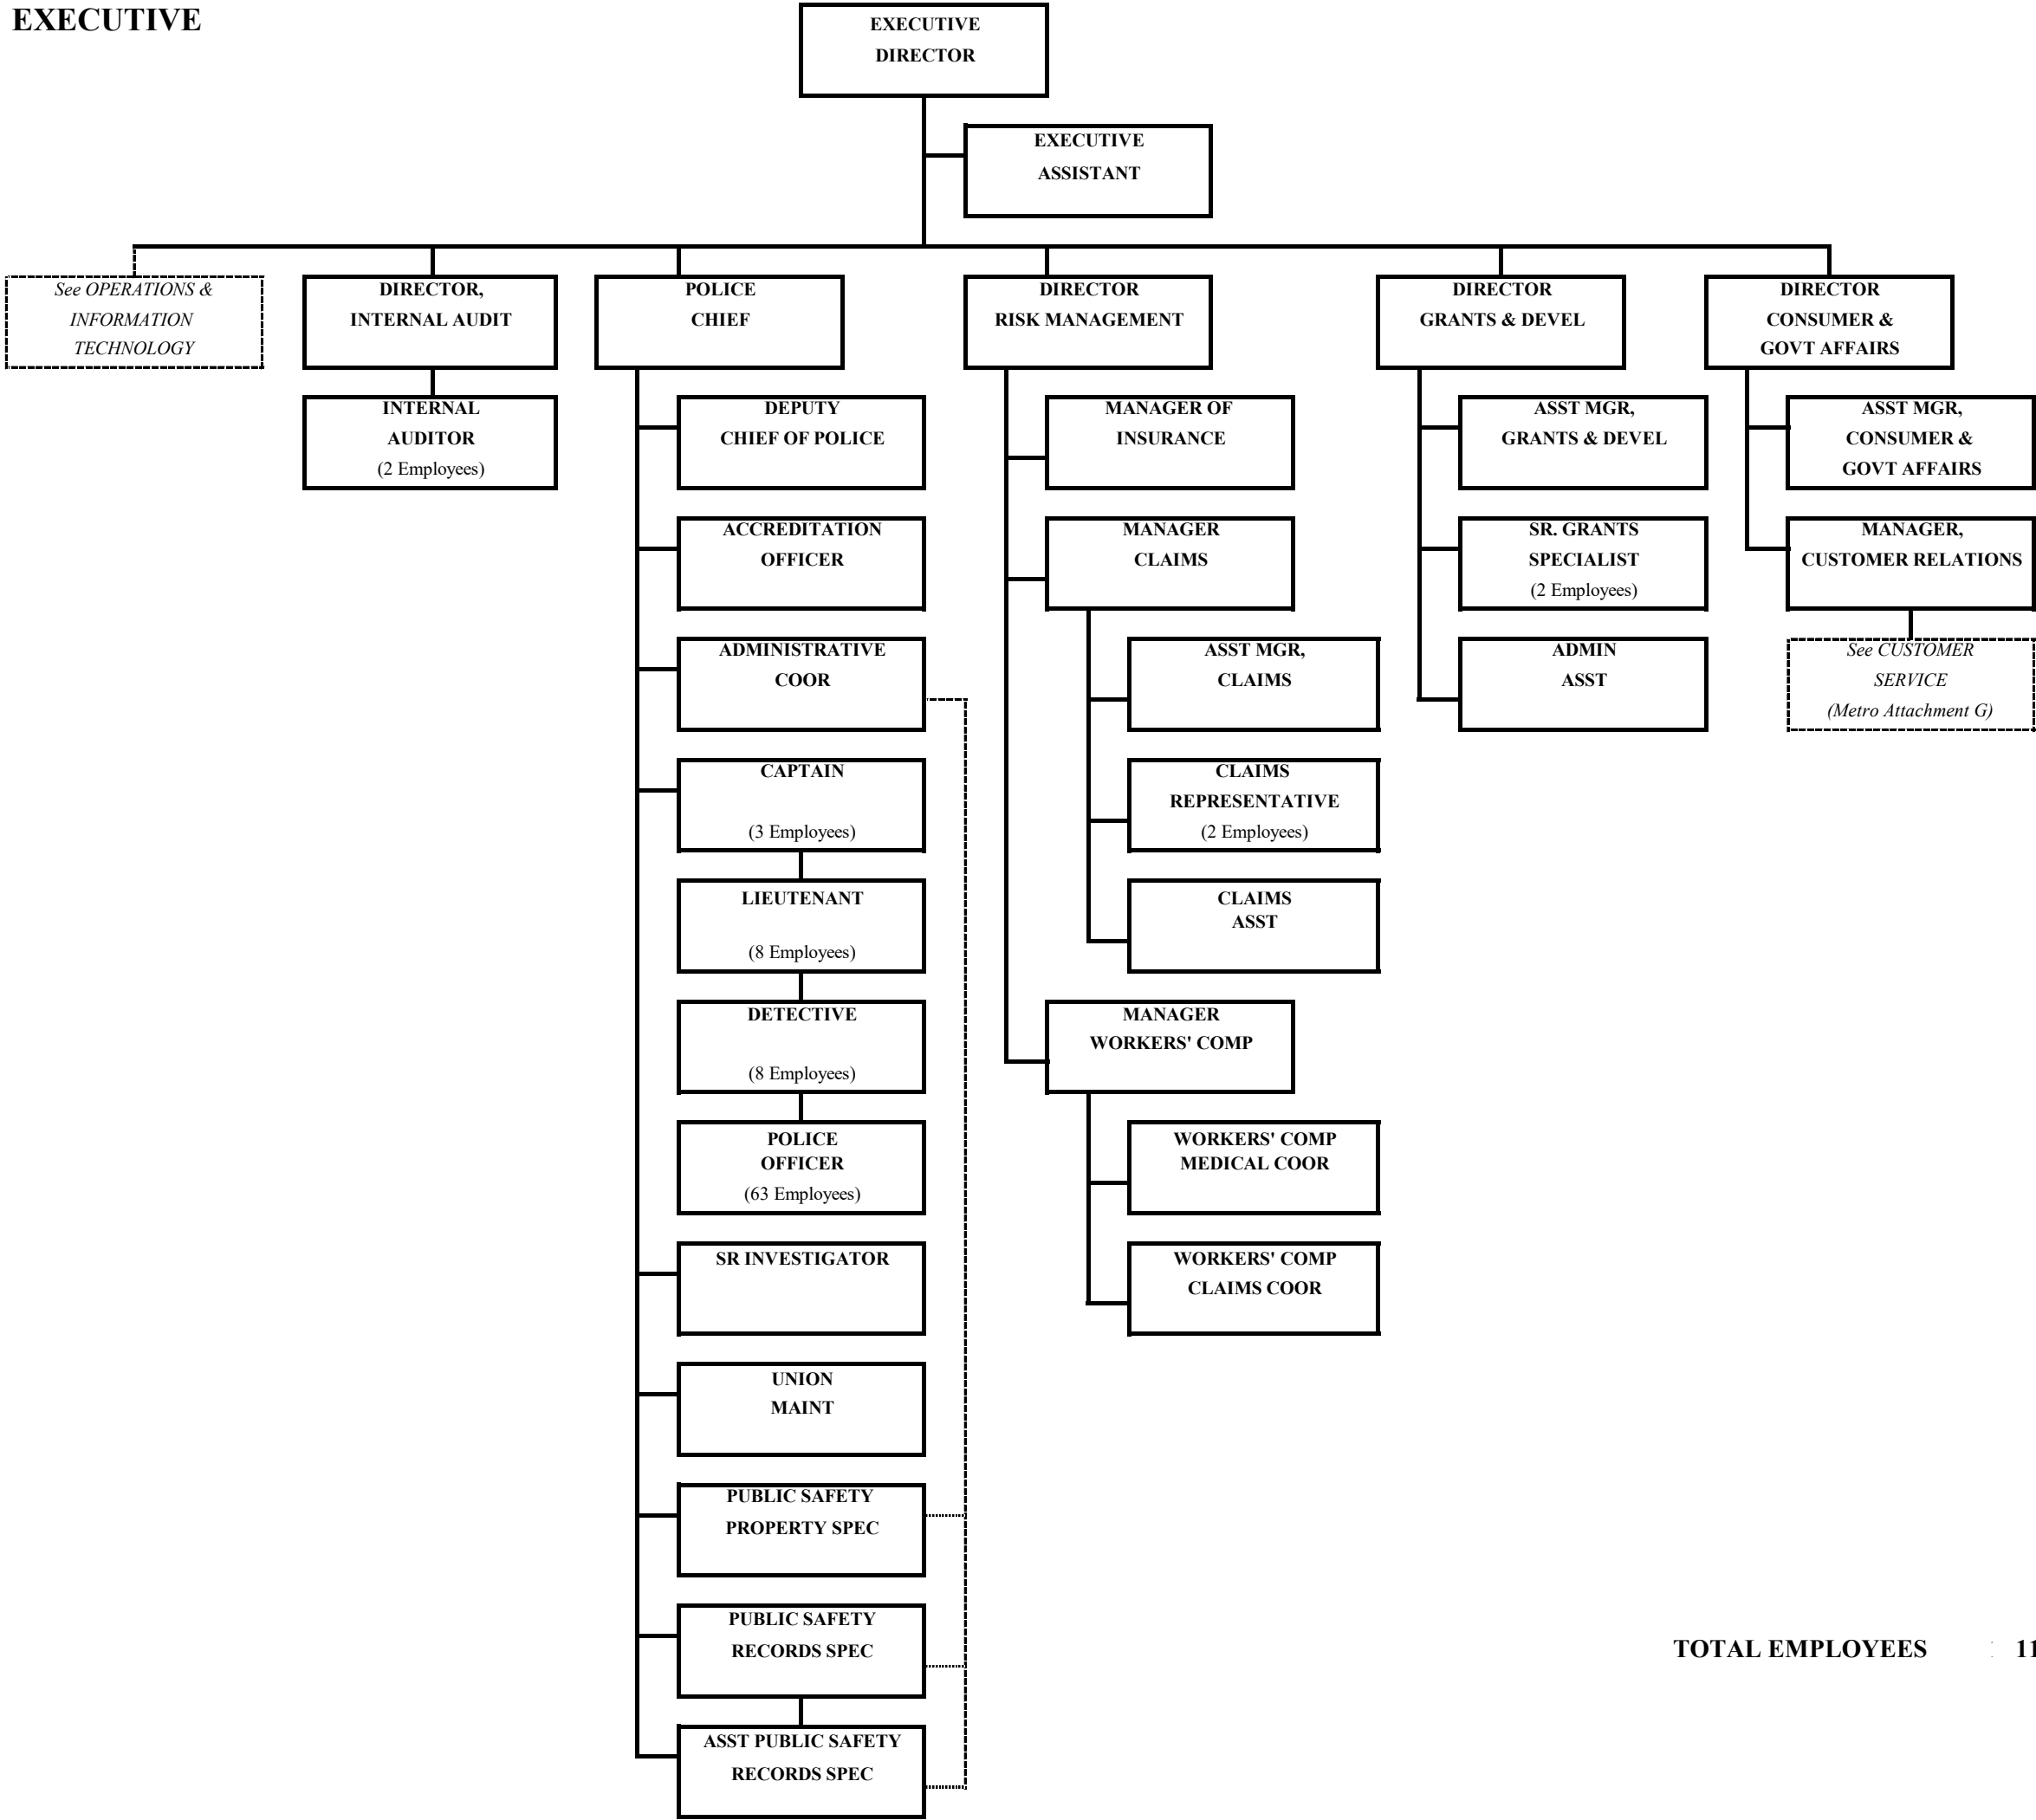 EXECUTIVE
EXECUTIVE
DIRECTOR
EXECUTIVE
ASSISTANT
See OPERATIONS &
INFORMATION
TECHNOLOGY
DIRECTOR,
INTERNAL AUDIT
POLICE
CHIEF
DIRECTOR
RISK MANAGEMENT
DIRECTOR
GRANTS & DEVEL
DIRECTOR
CONSUMER &
GOVT AFFAIRS
INTERNAL
AUDITOR
(2 Employees)
DEPUTY
CHIEF OF POLICE
MANAGER OF
INSURANCE
ASST MGR,
GRANTS & DEVEL
ASST MGR,
CONSUMER &
GOVT AFFAIRS
ACCREDITATION
OFFICER
MANAGER
CLAIMS
SR. GRANTS
SPECIALIST
(2 Employees)
MANAGER,
CUSTOMER RELATIONS
ADMINISTRATIVE
COOR
ASST MGR,
CLAIMS
ADMIN
ASST
See CUSTOMER
SERVICE
(Metro Attachment G)
CAPTAIN
(3 Employees)
CLAIMS
REPRESENTATIVE
(2 Employees)
LIEUTENANT
(8 Employees)
CLAIMS
ASST
DETECTIVE
(8 Employees)
MANAGER
WORKERS' COMP
POLICE
OFFICER
(63 Employees)
WORKERS' COMP
MEDICAL COOR
SR INVESTIGATOR
WORKERS' COMP
CLAIMS COOR
UNION
MAINT
PUBLIC SAFETY
PROPERTY SPEC
PUBLIC SAFETY
RECORDS SPEC
TOTAL EMPLOYEES 11
ASST PUBLIC SAFETY
RECORDS SPEC